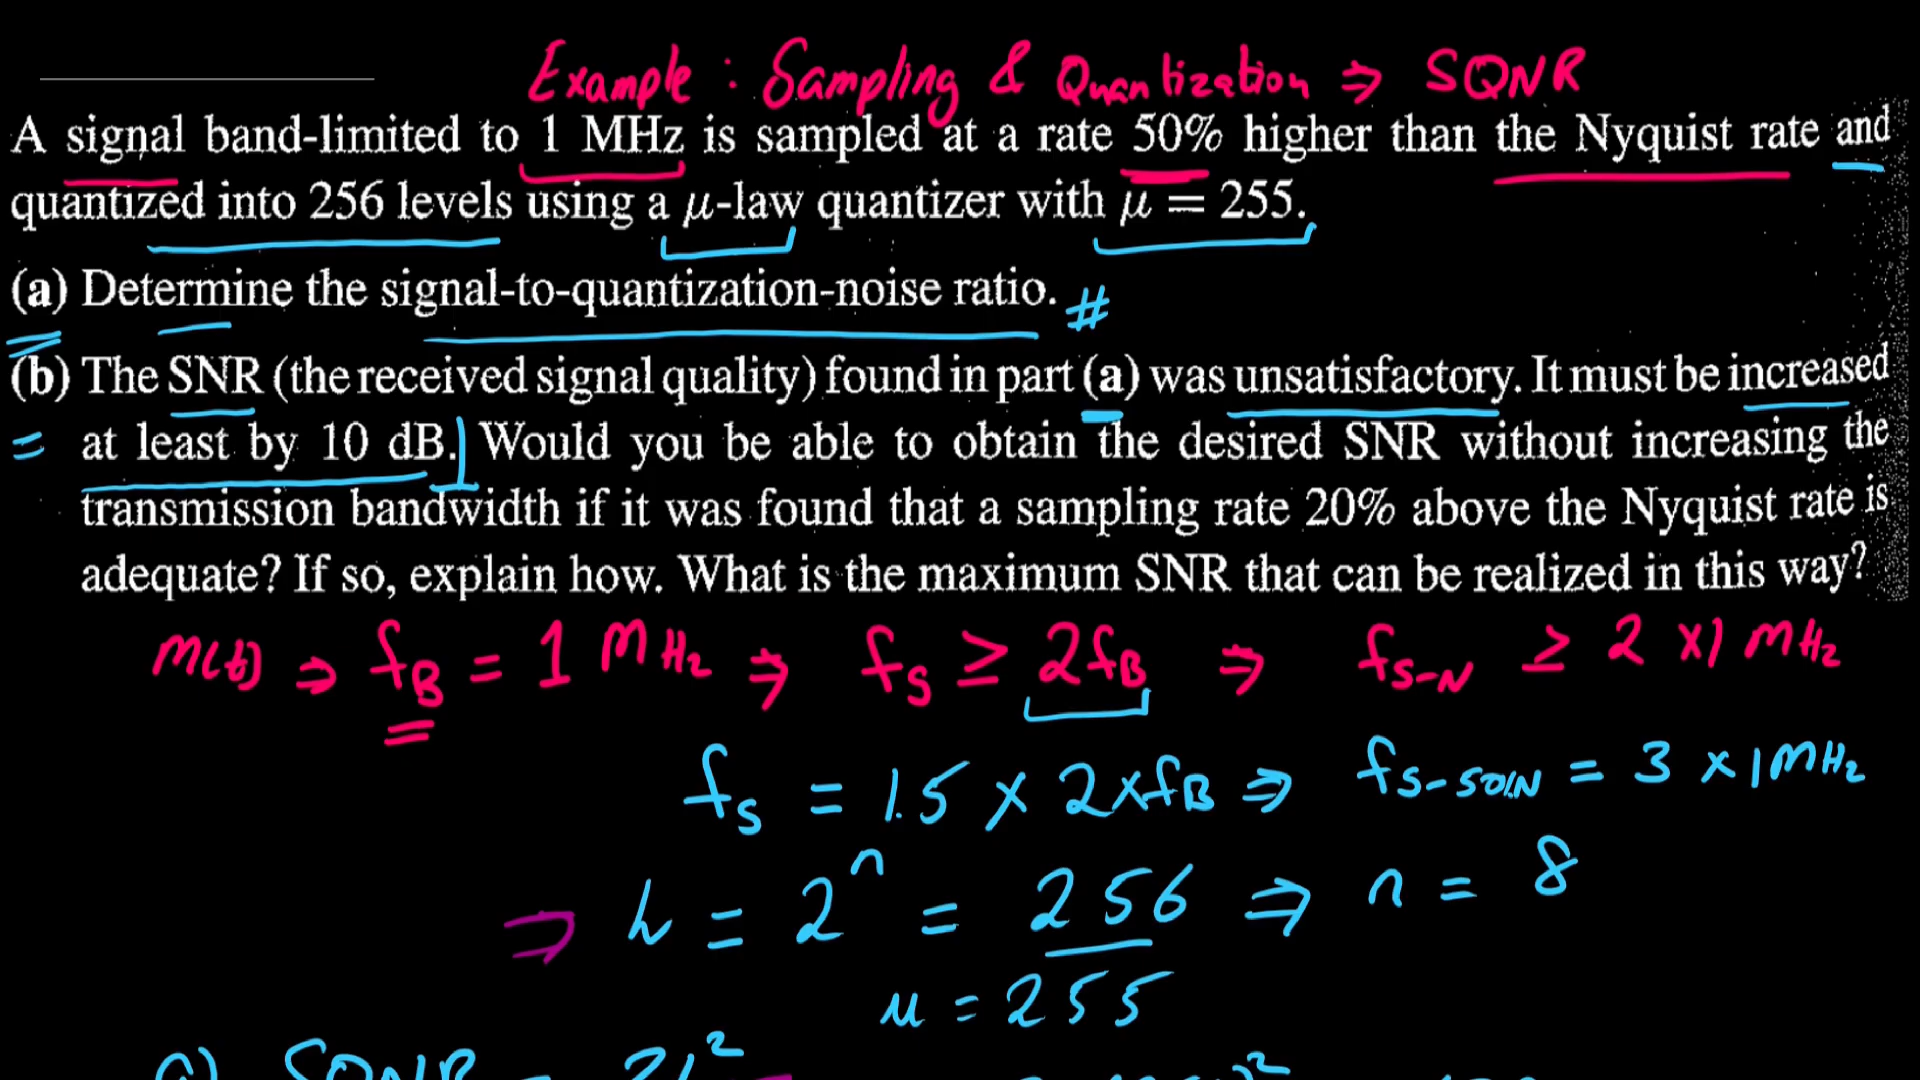 Example : Sampling & Quantization ⇒ SQNR
A signal band-limited to 1 MHz is sampled at a rate 50% higher than the Nyquist rate and
quantized into 256 levels using a μ-law quantizer with μ = 255.
(a) Determine the signal-to-quantization-noise ratio. #
(b) The SNR (the received signal quality) found in part (a) was unsatisfactory. It must be increased
at least by 10 dB. Would you be able to obtain the desired SNR without increasing the
transmission bandwidth if it was found that a sampling rate 20% above the Nyquist rate is
adequate? If so, explain how. What is the maximum SNR that can be realized in this way?
m(t) ⇒ fB = 1 MHz ⇒ fs ≥ 2fB ⇒ fs-N ≥ 2 x 1 MHz
fs = 1.5 x 2 x fB ⇒ fs-50%N = 3 x 1 MHz
⇒ L = 2^n = 256 ⇒ n = 8
μ = 255